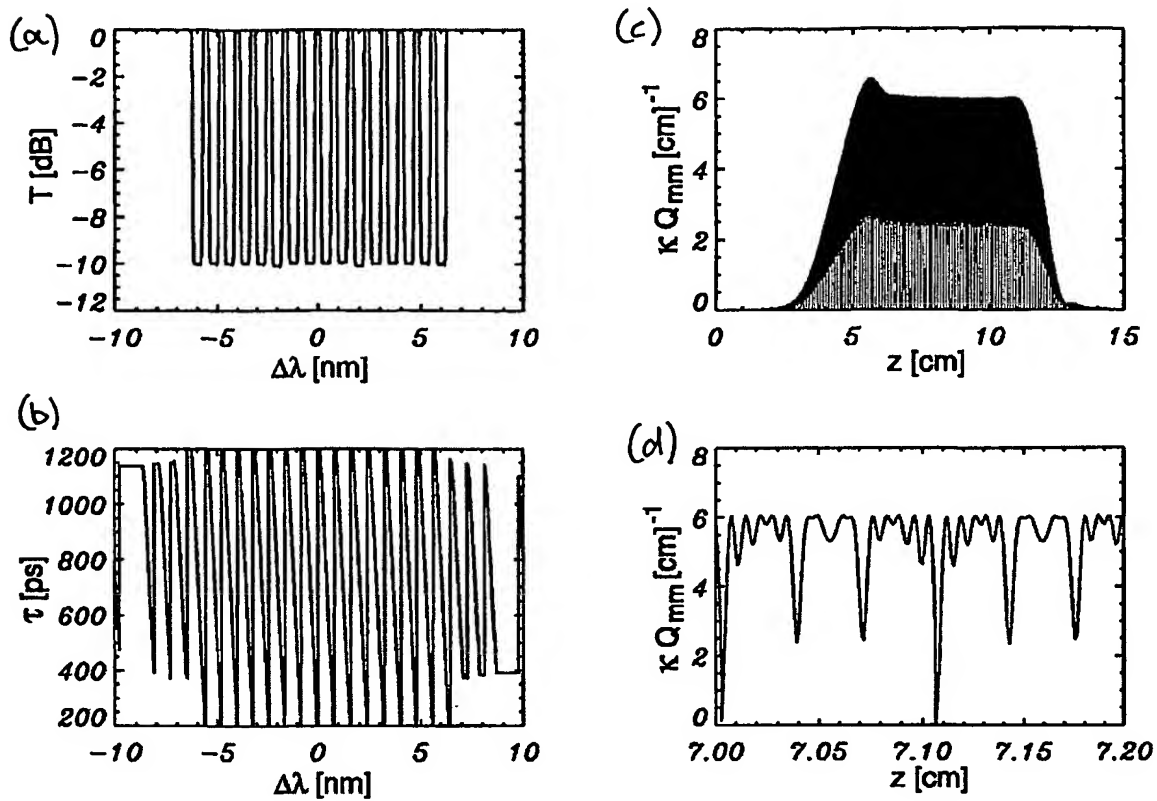 (a)
T [dB]
0
−2
−4
−6
−8
−10
−12
−10 −5 0 5 10
Δλ [nm]
(c)
κ Q_mm [cm]^−1
8
6
4
2
0
0 5 10 15
z [cm]
(b)
τ [ps]
1200
1000
800
600
400
200
−10 −5 0 5 10
Δλ [nm]
(d)
κ Q_mm [cm]^−1
8
6
4
2
0
7.00 7.05 7.10 7.15 7.20
z [cm]